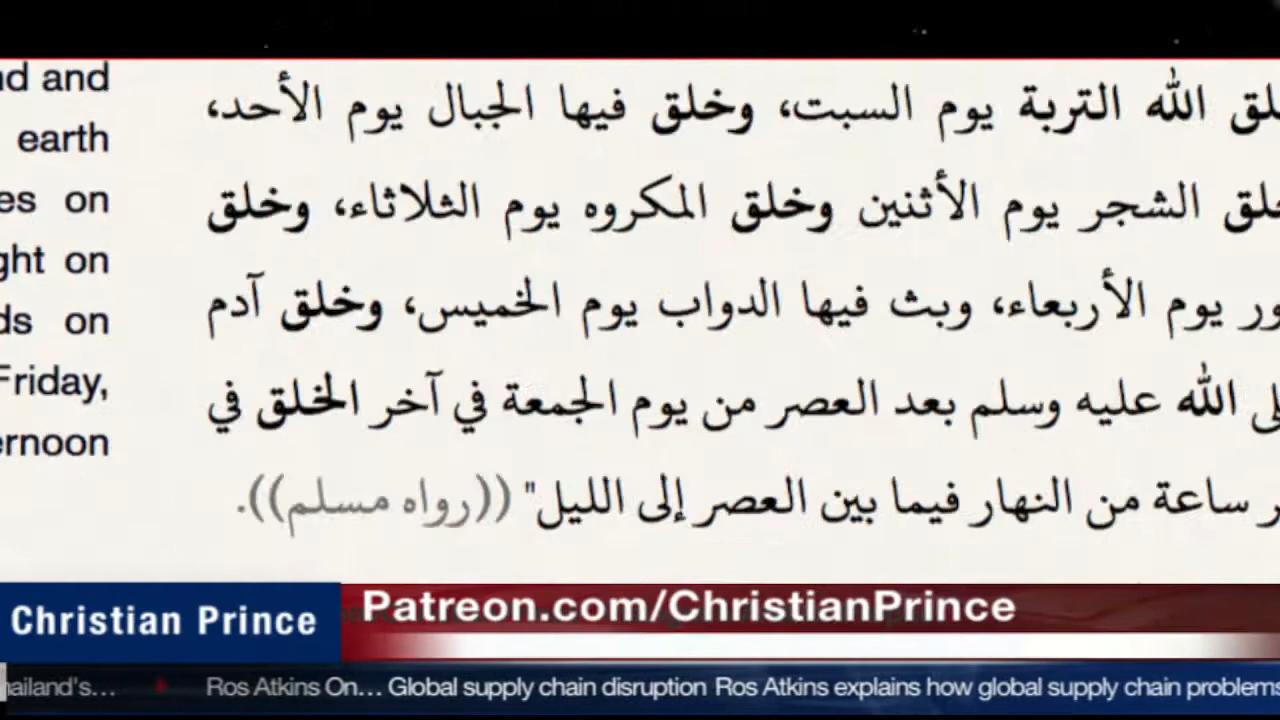 nd and
earth
es on
ght on
ds on
Friday,
ernoon
لق الله التربة يوم السبت، وخلق فيها الجبال يوم الأحد،
خلق الشجر يوم الأثنين وخلق المكروه يوم الثلاثاء، وخلق
ور يوم الأربعاء، وبث فيها الدواب يوم الخميس، وخلق آدم
لى الله عليه وسلم بعد العصر من يوم الجمعة في آخر الخلق في
ر ساعة من النهار فيما بين العصر إلى الليل" ((رواه مسلم)).
Christian Prince
Patreon.com/ChristianPrince
hailand's... Ros Atkins On... Global supply chain disruption Ros Atkins explains how global supply chain problems